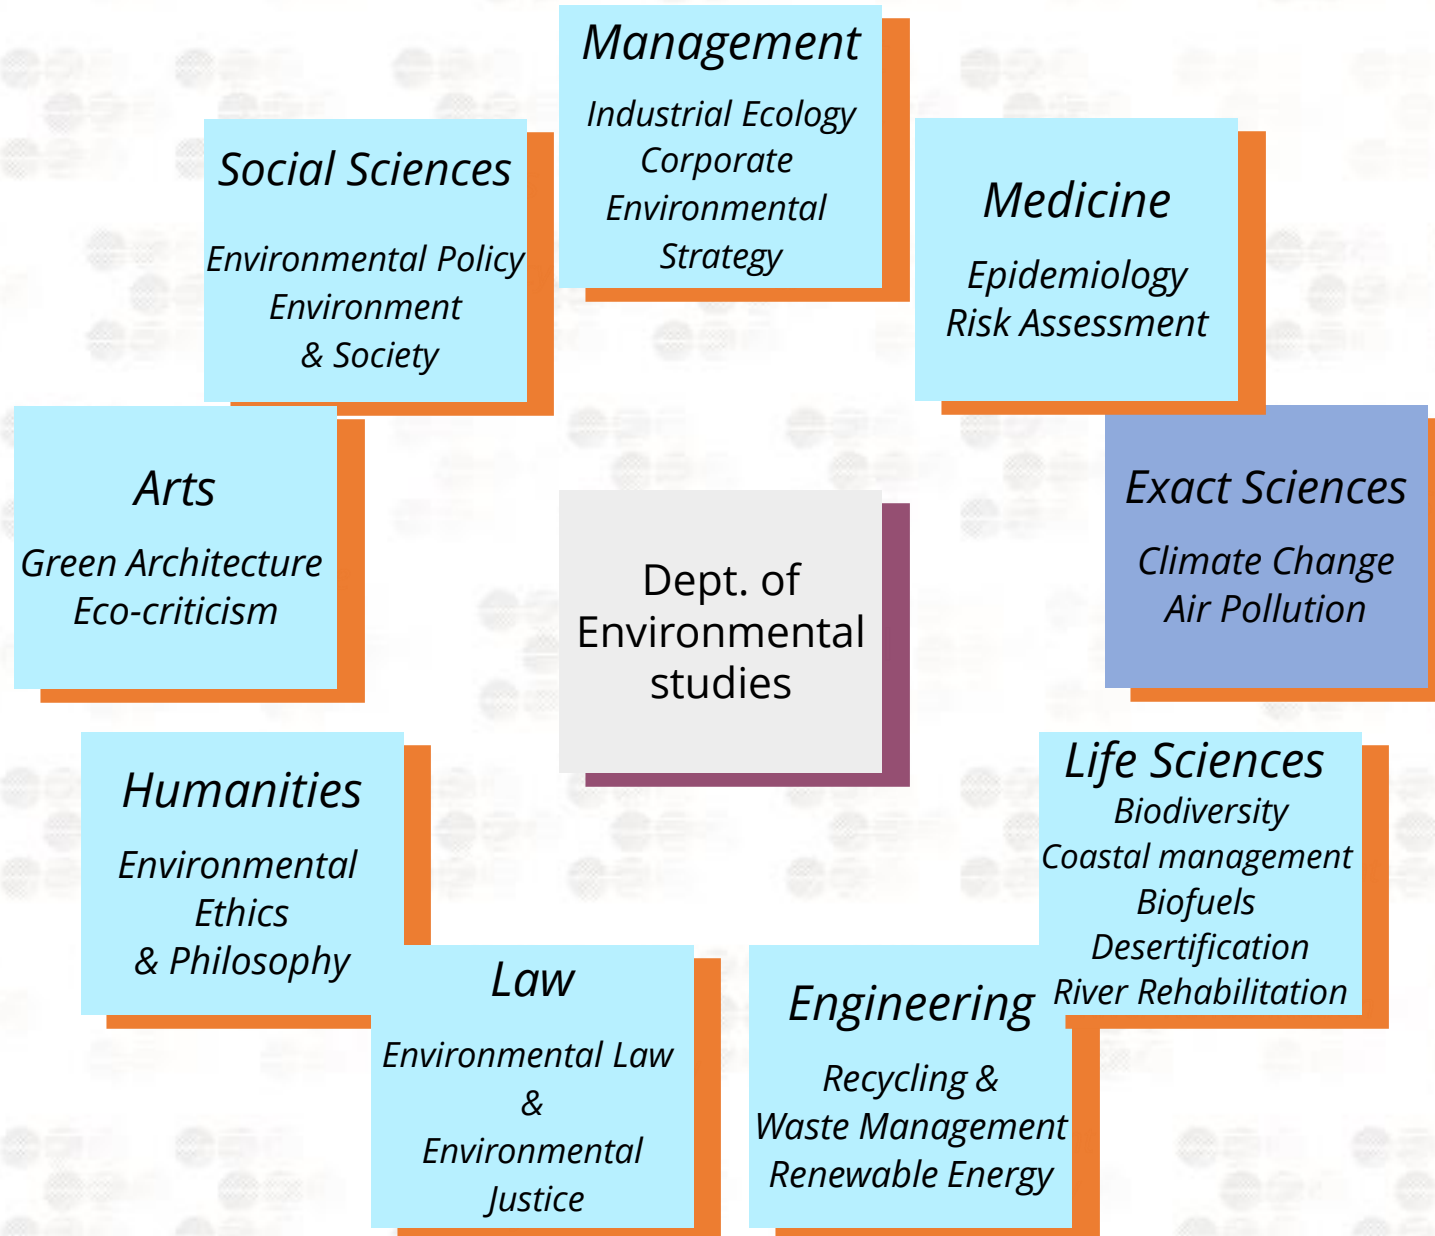 Management
Industrial Ecology
Corporate
Environmental
Strategy
Social Sciences
Environmental Policy
Environment
& Society
Medicine
Epidemiology
Risk Assessment
Arts
Green Architecture
Eco-criticism
Dept. of
Environmental
studies
Exact Sciences
Climate Change
Air Pollution
Humanities
Environmental
Ethics
& Philosophy
Life Sciences
Biodiversity
Coastal management
Biofuels
Desertification
River Rehabilitation
Law
Environmental Law
&
Environmental
Justice
Engineering
Recycling &
Waste Management
Renewable Energy